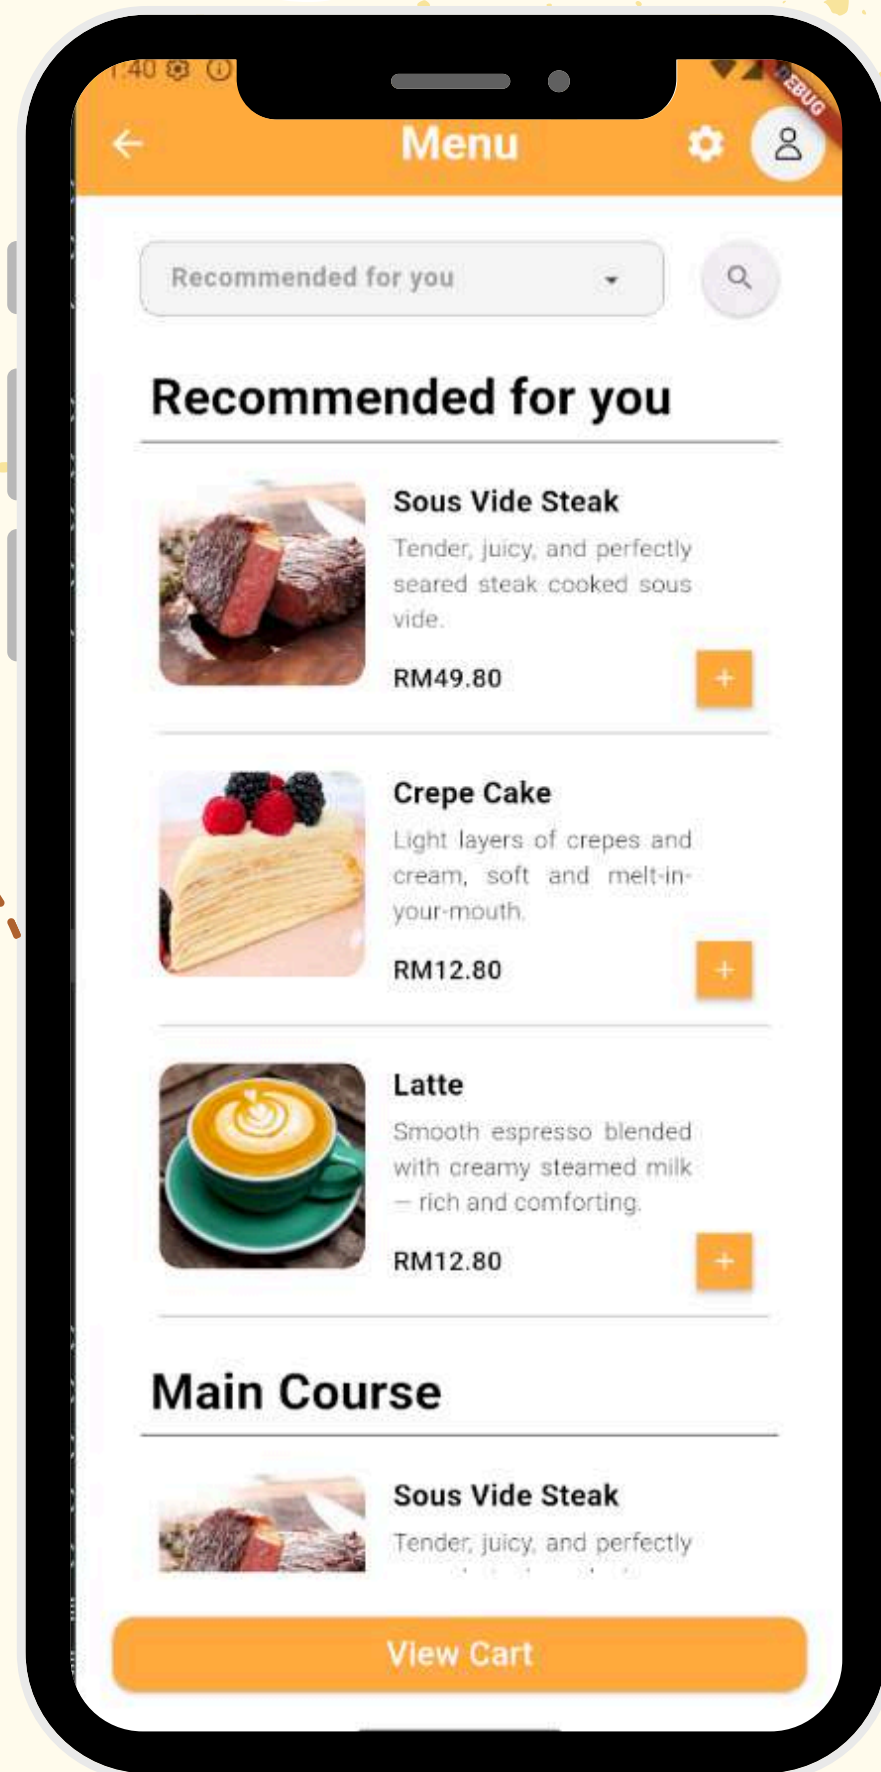 1:40
DEBUG
Menu
Recommended for you
Recommended for you
Sous Vide Steak
Tender, juicy, and perfectly
seared steak cooked sous
vide.
RM49.80
+
Crepe Cake
Light layers of crepes and
cream, soft and melt-in-
your-mouth.
RM12.80
+
Latte
Smooth espresso blended
with creamy steamed milk
– rich and comforting.
RM12.80
+
Main Course
Sous Vide Steak
Tender, juicy, and perfectly
View Cart